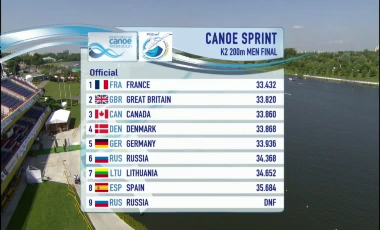 CANOE SPRINT
K2 200m MEN FINAL
Official
1 FRA FRANCE 33.432
2 GBR GREAT BRITAIN 33.820
3 CAN CANADA 33.860
4 DEN DENMARK 33.868
5 GER GERMANY 33.936
6 RUS RUSSIA 34.368
7 LTU LITHUANIA 34.652
8 ESP SPAIN 35.684
9 RUS RUSSIA DNF